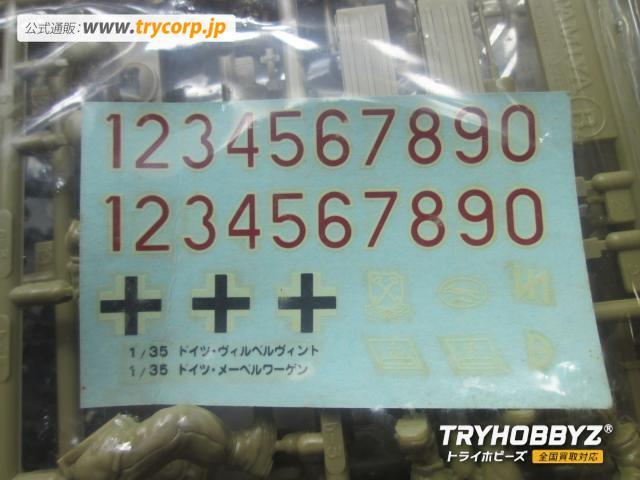 公式通販：www.trycorp.jp
TAMIYA
1234567890
1234567890
1/35 ドイツ・ヴィルベルヴィント
1/35 ドイツ・メーベルワーゲン
TRYHOBBYZ®
トライホビーズ 全国買取対応